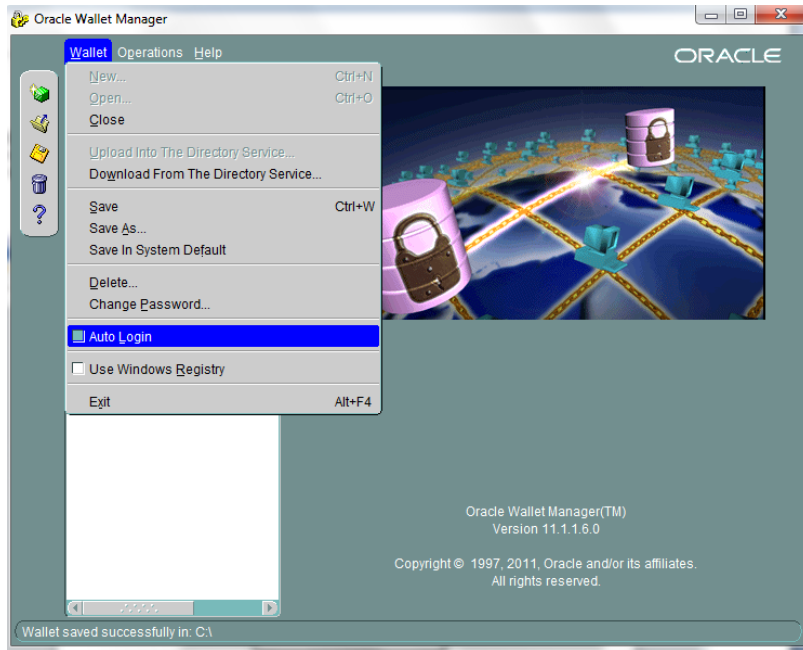 Oracle Wallet Manager
Wallet Operations Help
ORACLE
New... Ctrl+N
Open... Ctrl+O
Close
Upload Into The Directory Service...
Download From The Directory Service...
Save Ctrl+W
Save As...
Save In System Default
Delete...
Change Password...
Auto Login
Use Windows Registry
Exit Alt+F4
Oracle Wallet Manager(TM)
Version 11.1.1.6.0
Copyright © 1997, 2011, Oracle and/or its affiliates.
All rights reserved.
Wallet saved successfully in: C:\